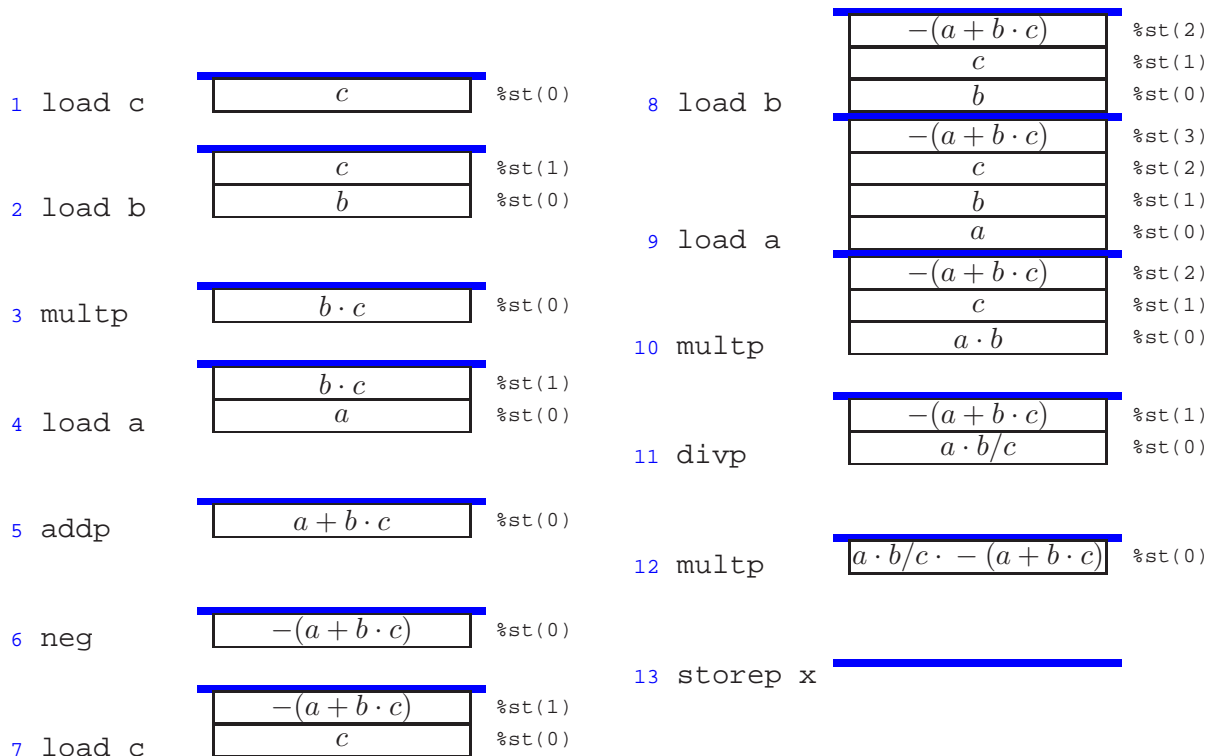 c %st(0)
1 load c
c %st(1)
b %st(0)
2 load b
b · c %st(0)
3 multp
b · c %st(1)
a %st(0)
4 load a
a + b · c %st(0)
5 addp
−(a + b · c) %st(0)
6 neg
−(a + b · c) %st(1)
c %st(0)
7 load c
−(a + b · c) %st(2)
c %st(1)
b %st(0)
8 load b
−(a + b · c) %st(3)
c %st(2)
b %st(1)
a %st(0)
9 load a
−(a + b · c) %st(2)
c %st(1)
a · b %st(0)
10 multp
−(a + b · c) %st(1)
a · b/c %st(0)
11 divp
a · b/c · − (a + b · c) %st(0)
12 multp
13 storep x